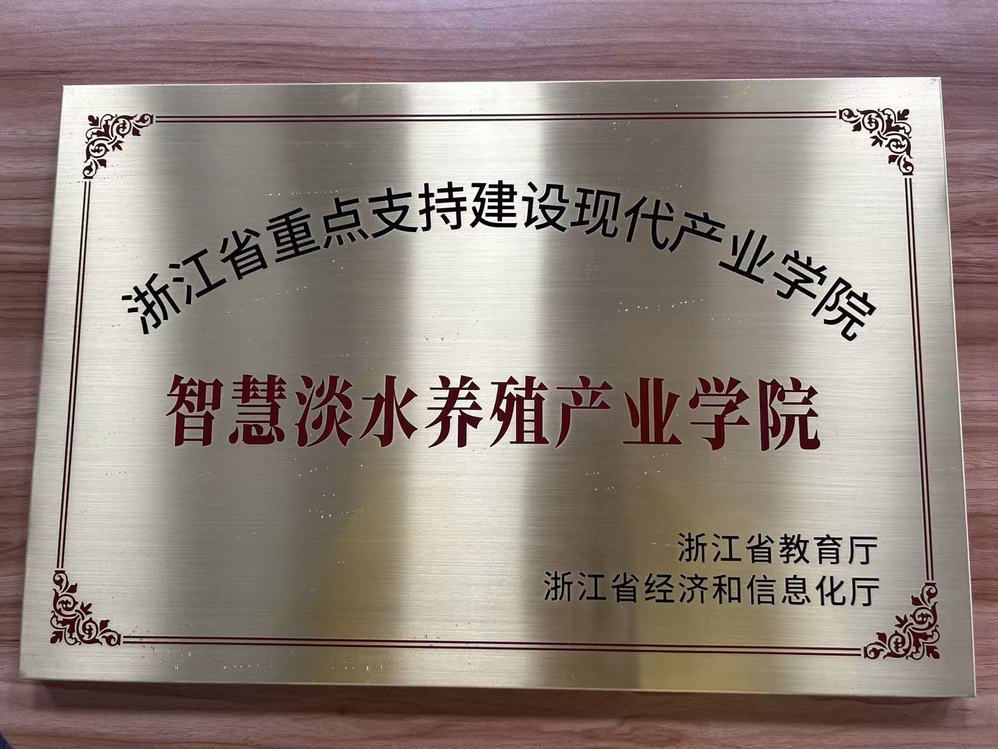 浙江省重点支持建设现代产业学院
智慧淡水养殖产业学院
浙江省教育厅
浙江省经济和信息化厅